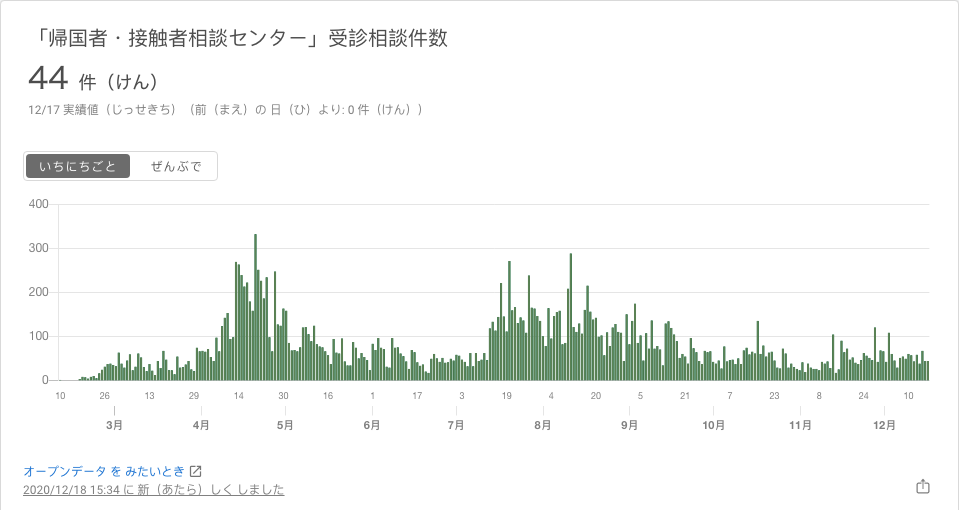 「帰国者・接触者相談センター」受診相談件数
44 件（けん）
12/17 実績値（じっせきち）（前（まえ）の 日（ひ）より: 0 件（けん））
いちにちごと ぜんぶで
400
300
200
100
0
10 26 13 29 14 30 16 1 17 3 19 4 20 5 21 7 23 8 24 10
3月 4月 5月 6月 7月 8月 9月 10月 11月 12月
オープンデータ を みたいとき
2020/12/18 15:34 に 新（あたら）しく しました